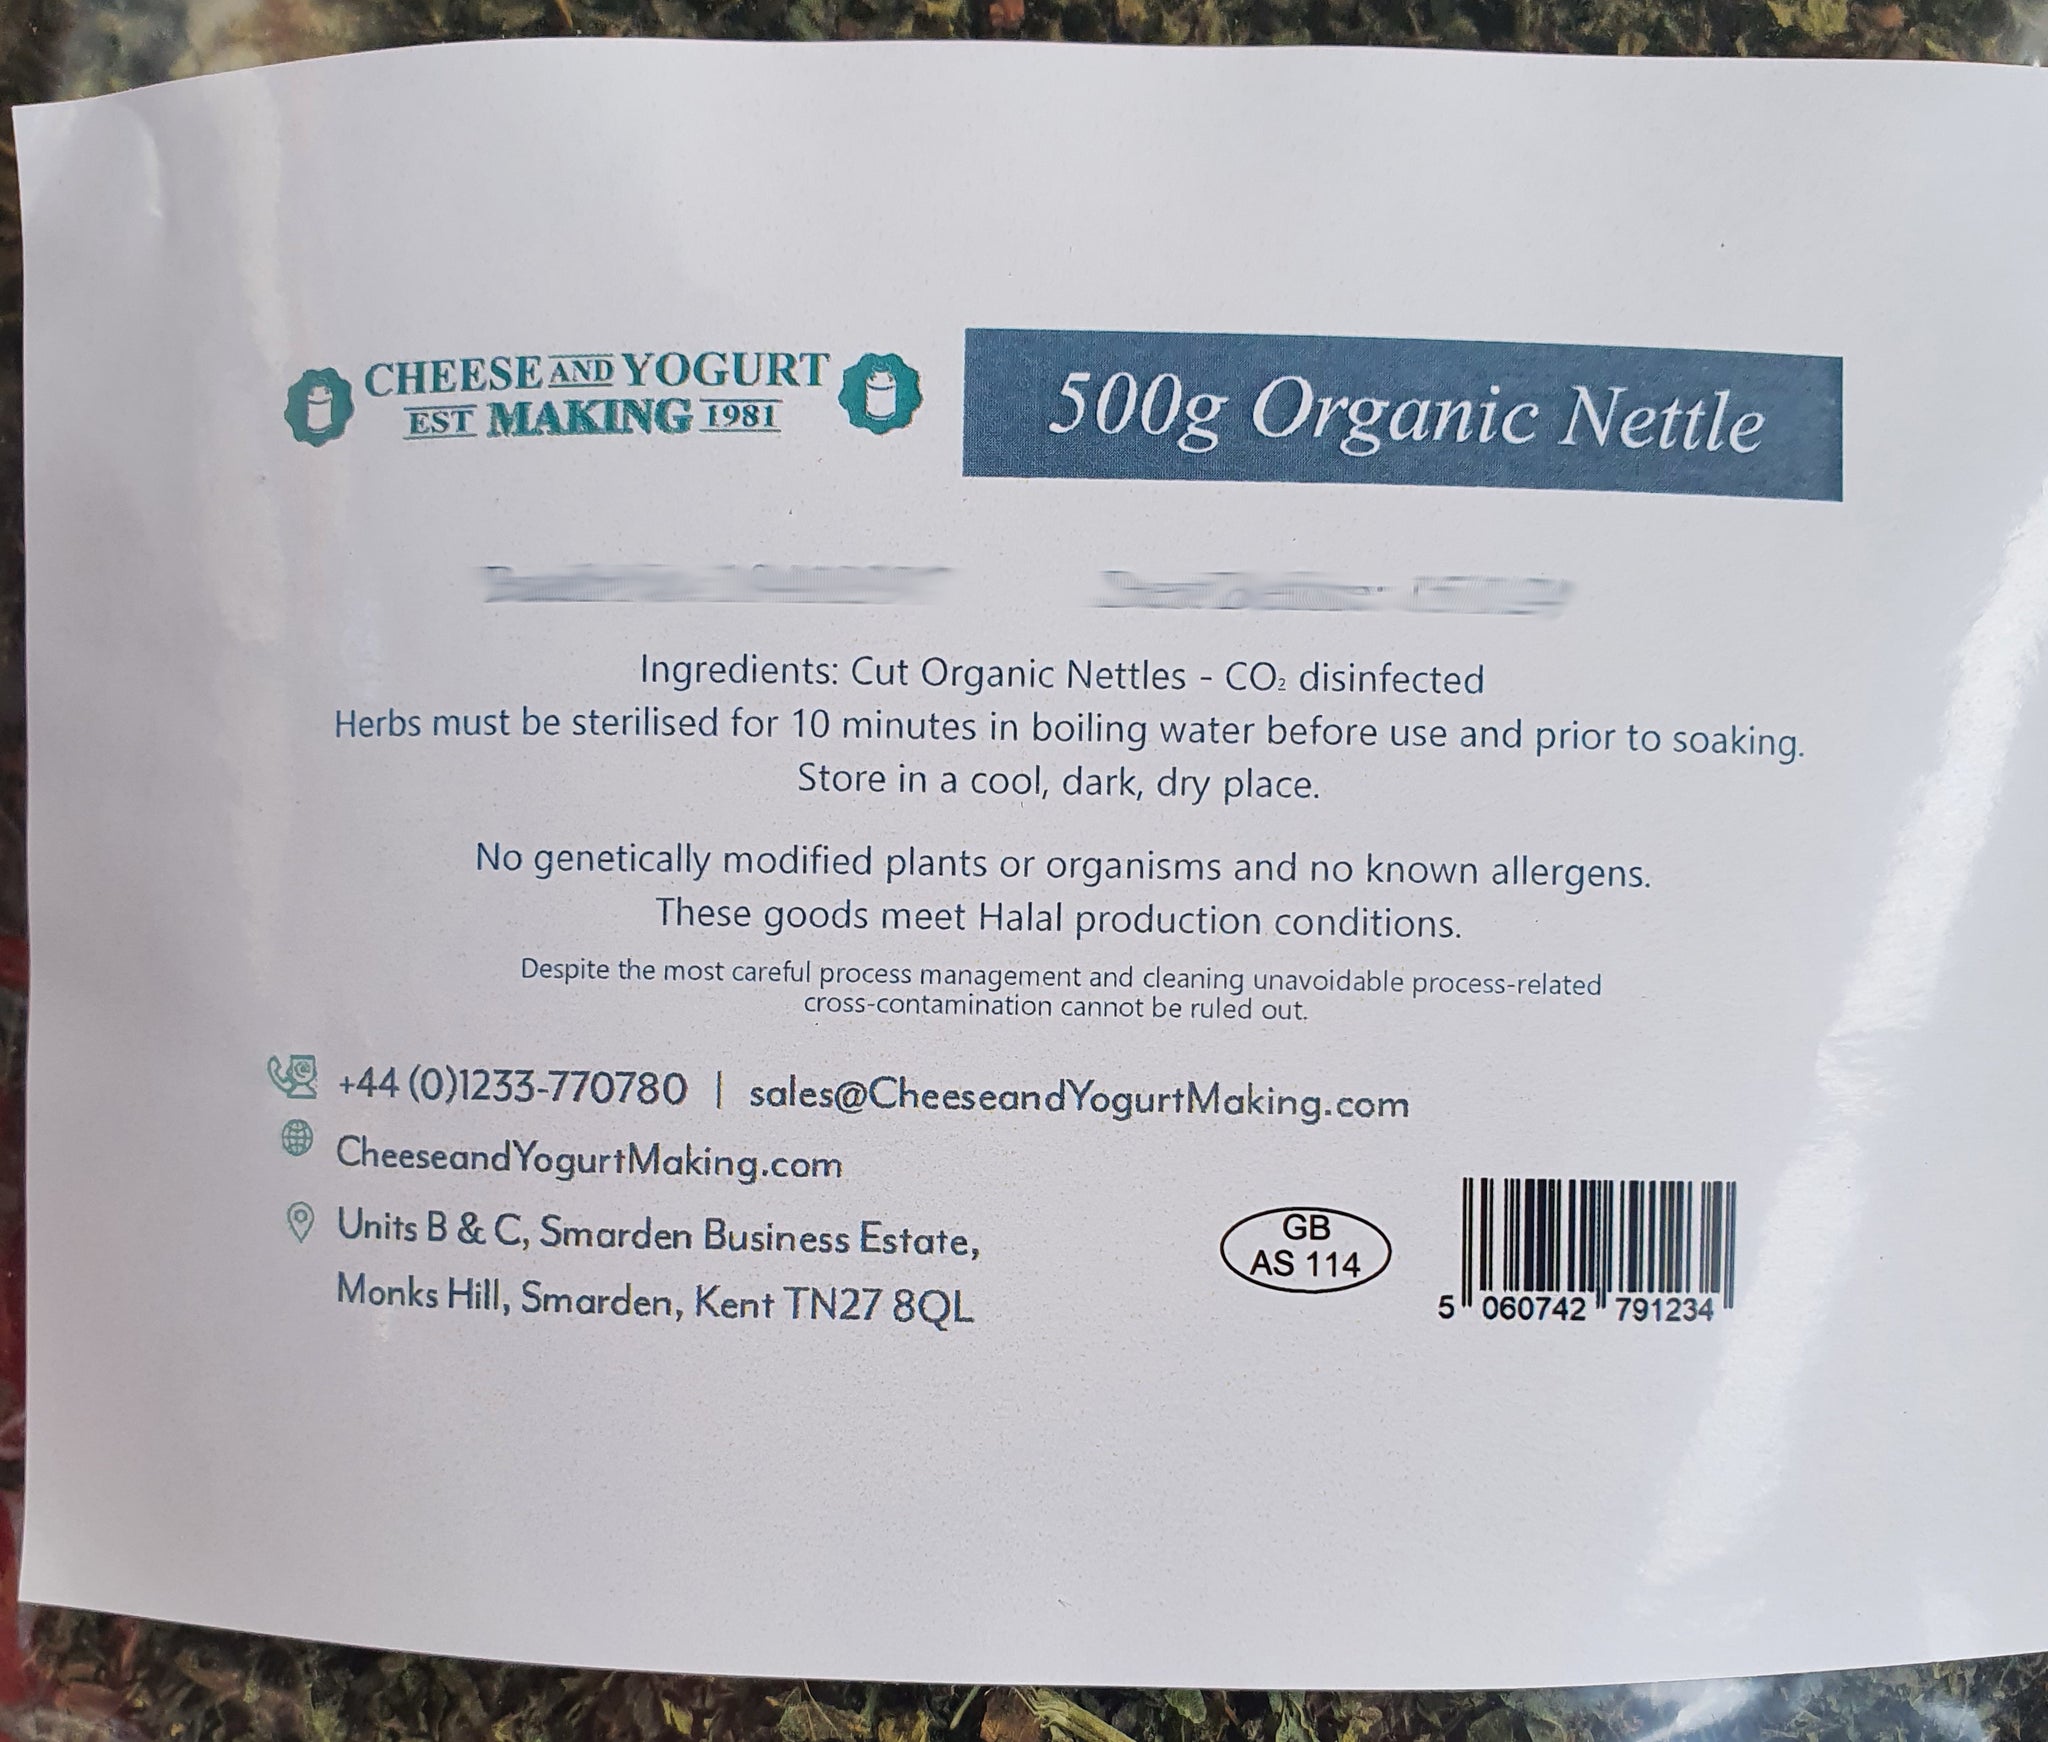 CHEESE AND YOGURT
EST MAKING 1981
500g Organic Nettle
Ingredients: Cut Organic Nettles - CO₂ disinfected
Herbs must be sterilised for 10 minutes in boiling water before use and prior to soaking.
Store in a cool, dark, dry place.
No genetically modified plants or organisms and no known allergens.
These goods meet Halal production conditions.
Despite the most careful process management and cleaning unavoidable process-related
cross-contamination cannot be ruled out.
+44 (0)1233-770780 | sales@CheeseandYogurtMaking.com
CheeseandYogurtMaking.com
Units B & C, Smarden Business Estate,
Monks Hill, Smarden, Kent TN27 8QL
GB
AS 114
5 060742 791234